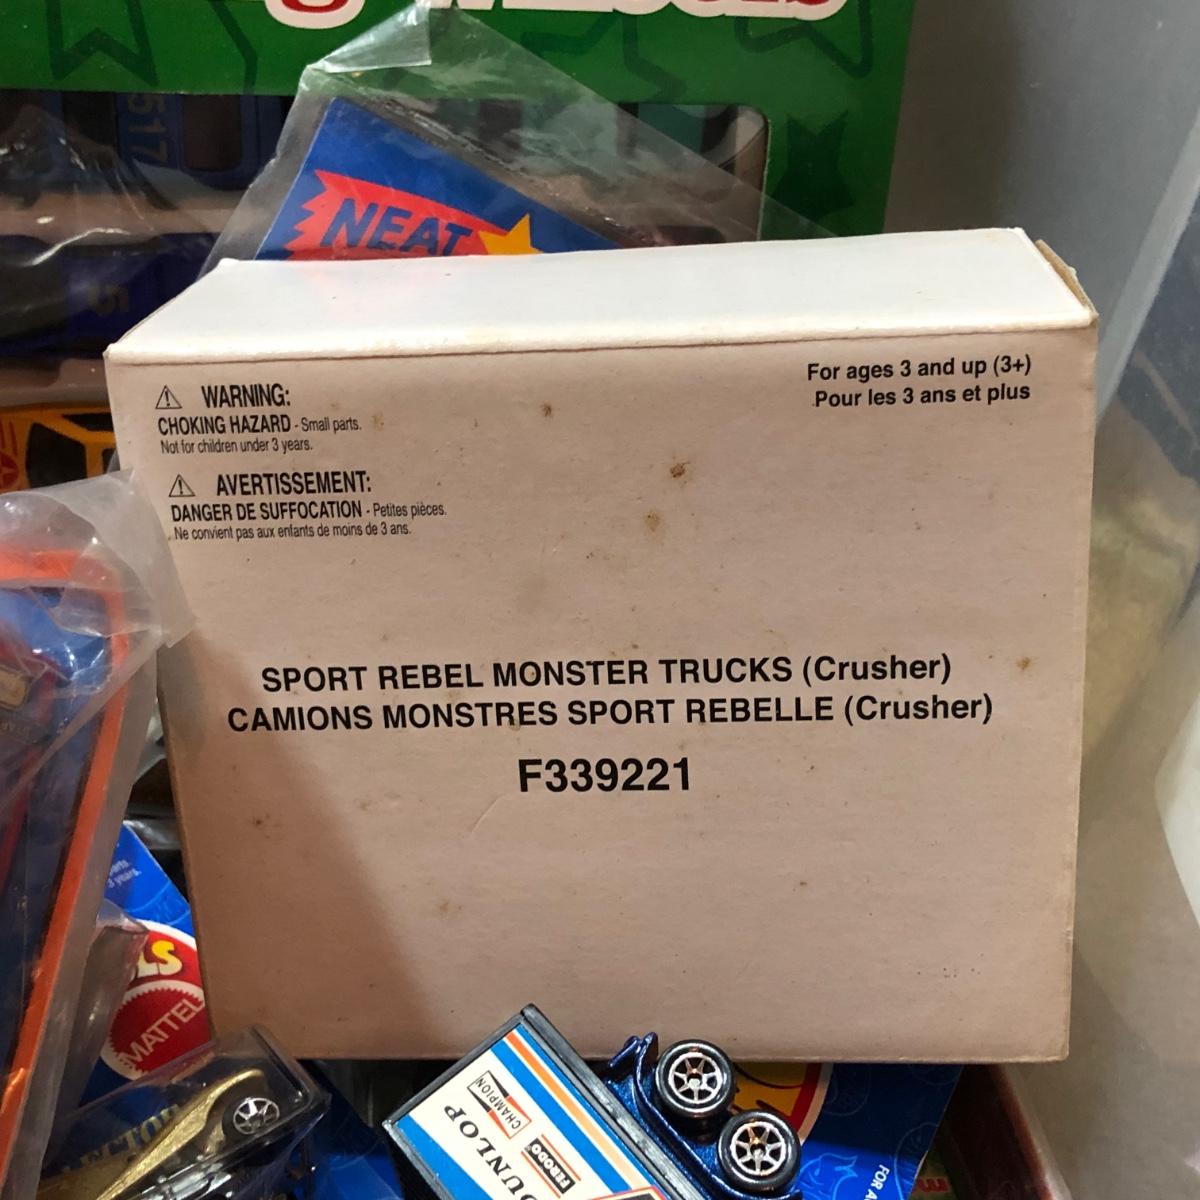 517
NEAT
5
⚠ WARNING:
CHOKING HAZARD - Small parts.
Not for children under 3 years.
For ages 3 and up (3+)
Pour les 3 ans et plus
⚠ AVERTISSEMENT:
DANGER DE SUFFOCATION - Petites pièces.
Ne convient pas aux enfants de moins de 3 ans.
SPORT REBEL MONSTER TRUCKS (Crusher)
CAMIONS MONSTRES SPORT REBELLE (Crusher)
F339221
MATTEL
CHAMPION
FERODO
DUNLOP